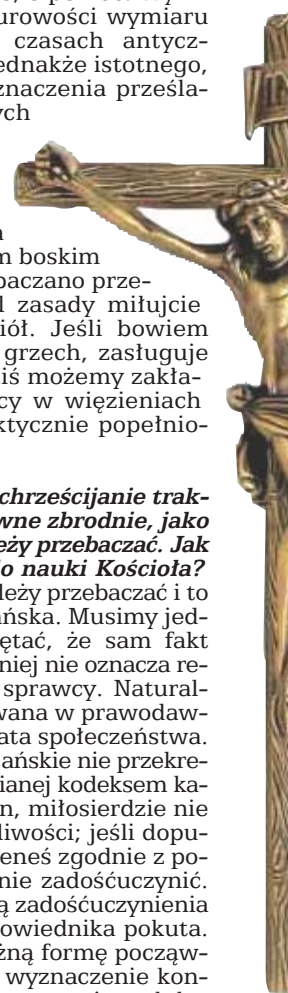 urowości wymiaru
czasach antycz-
ednakże istotnego,
znaczenia prześla-
ych
m boskim
baczano prze-
l zasady miłujcie
iół. Jeśli bowiem
grzech, zasługuje
iś możemy zakła-
cy w więzieniach
ktycznie popełnio-
chrześcijanie trak-
wne zbrodnie, jako
eży przebaczać. Jak
o nauki Kościoła?
leży przebaczać i to
ańska. Musimy jed-
ętać, że sam fakt
niej nie oznacza re-
sprawcy. Natural-
wana w prawodaw-
ata społeczeństwa.
ańskie nie przekre-
ianej kodeksem ka-
n, miłosierdzie nie
liwości; jeśli dopu-
eneś zgodnie z po-
nie zadośćuczynić.
ą zadośćuczynienia
owiednika pokuta.
żną formę począw-
wyznaczenie kon-